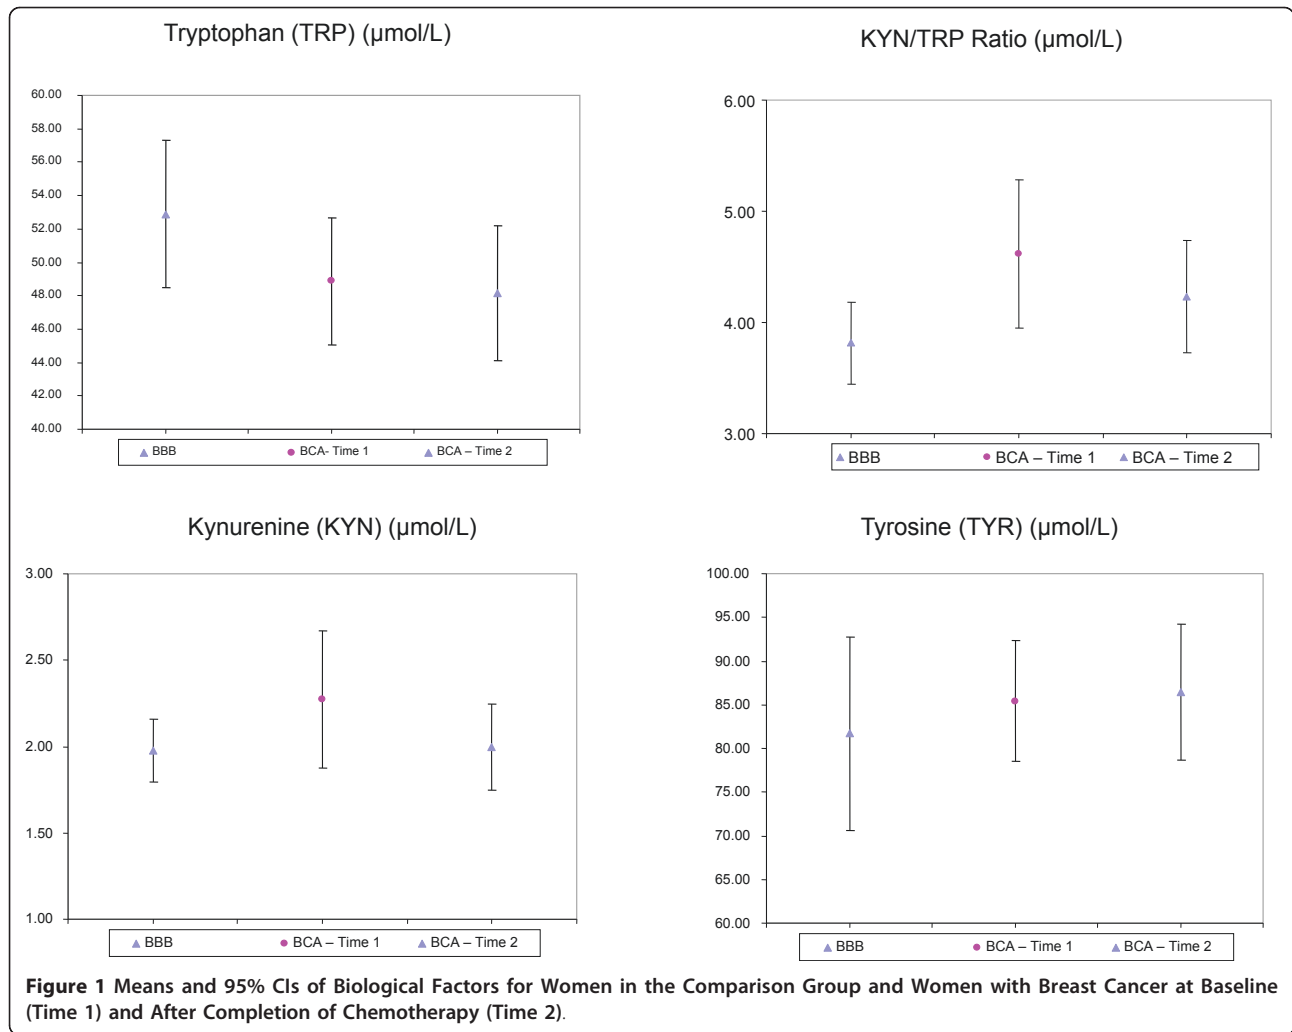 Tryptophan (TRP) (µmol/L)
60.00
58.00
56.00
54.00
52.00
50.00
48.00
46.00
44.00
42.00
40.00
BBB
BCA- Time 1
BCA – Time 2
KYN/TRP Ratio (µmol/L)
6.00
5.00
4.00
3.00
BBB
BCA – Time 1
BCA – Time 2
Kynurenine (KYN) (µmol/L)
3.00
2.50
2.00
1.50
1.00
BBB
BCA – Time 1
BCA – Time 2
Tyrosine (TYR) (µmol/L)
100.00
95.00
90.00
85.00
80.00
75.00
70.00
65.00
60.00
BBB
BCA – Time 1
BCA – Time 2
Figure 1 Means and 95% CIs of Biological Factors for Women in the Comparison Group and Women with Breast Cancer at Baseline
(Time 1) and After Completion of Chemotherapy (Time 2).